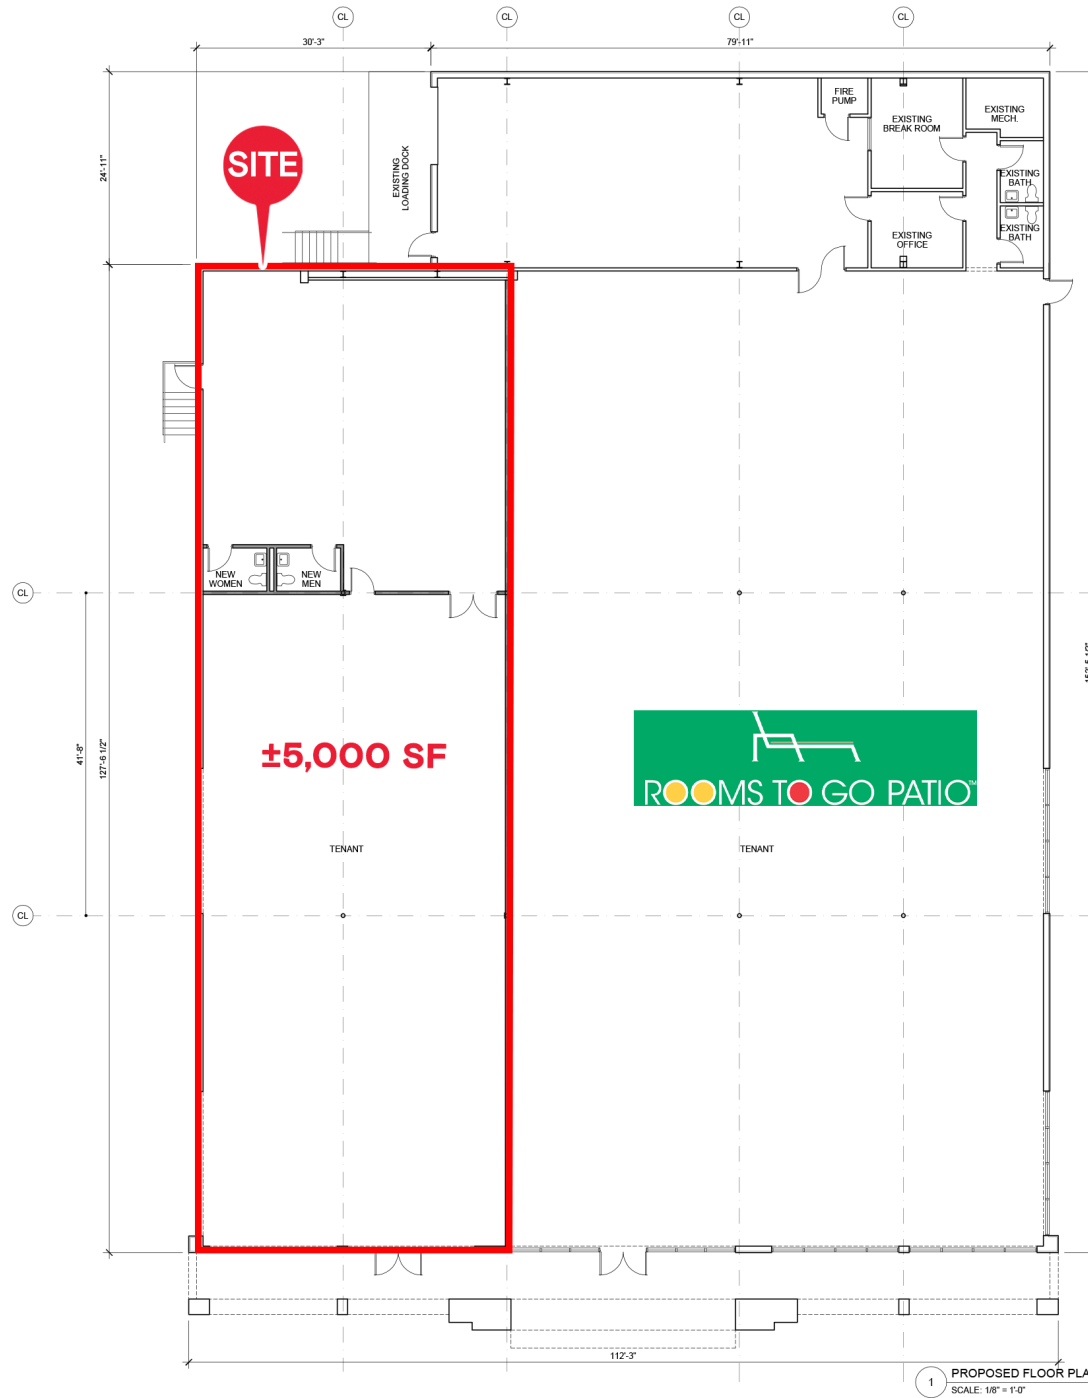 CL
CL
CL
CL
30'-3"
79'-11"
FIRE
PUMP
EXISTING
BREAK ROOM
EXISTING
MECH.
24'-11"
SITE
EXISTING
LOADING DOCK
EXISTING
BATH
EXISTING
OFFICE
EXISTING
BATH
NEW
WOMEN
NEW
MEN
CL
41'-8"
127'-6 1/2"
±5,000 SF
ROOMS TO GO PATIO™
TENANT
TENANT
CL
112'-3"
1
PROPOSED FLOOR PLA
SCALE: 1/8" = 1'-0"